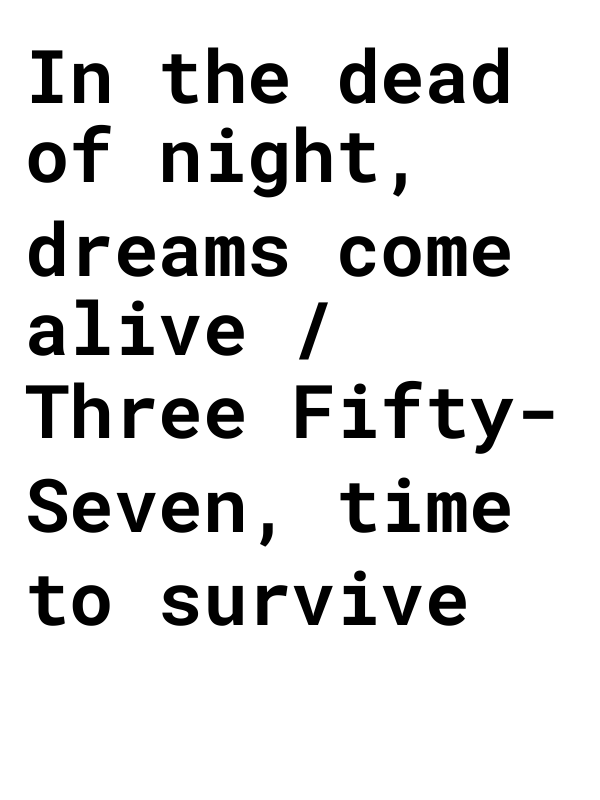 In the dead
of night,
dreams come
alive /
Three Fifty-
Seven, time
to survive